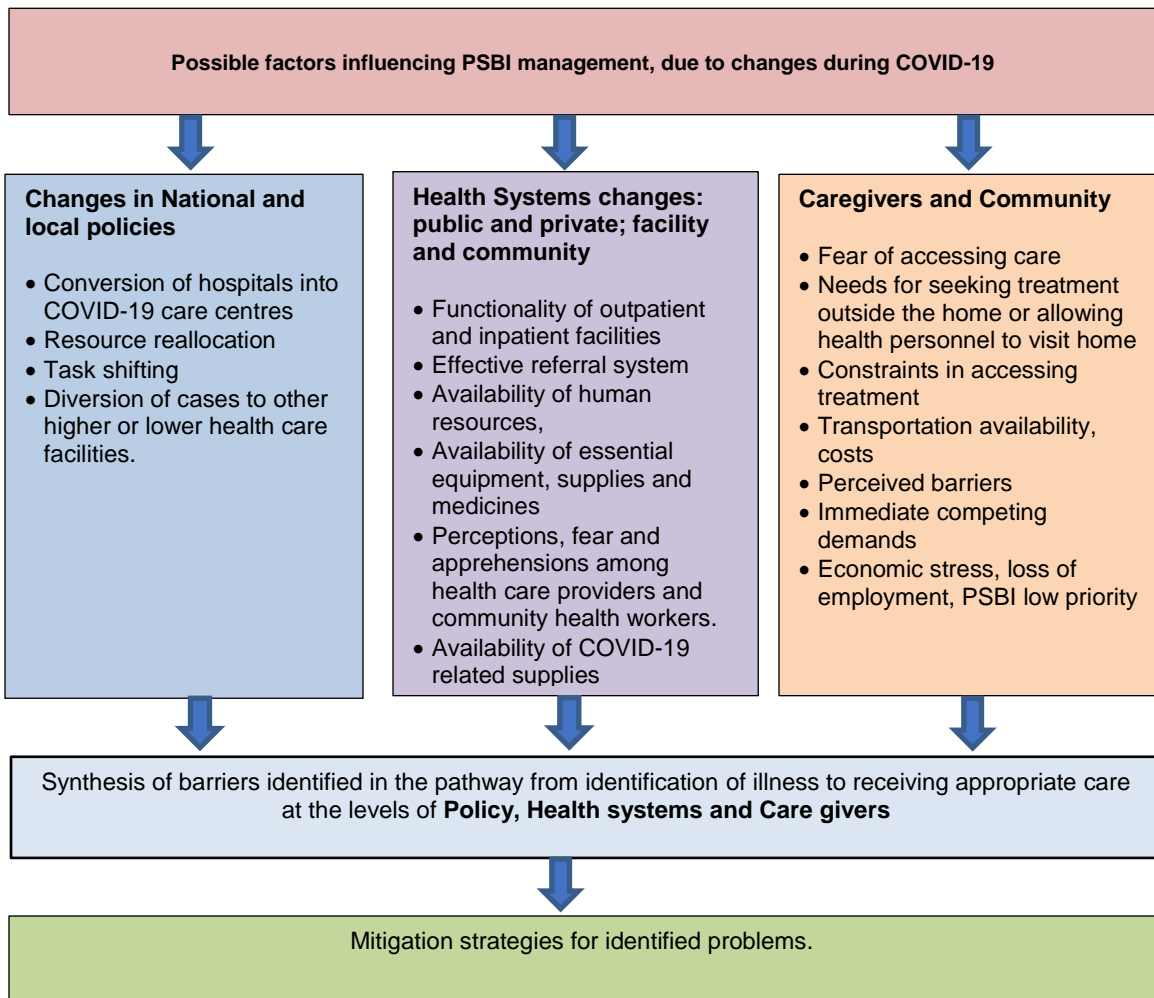 Possible factors influencing PSBI management, due to changes during COVID-19
Changes in National and
local policies
• Conversion of hospitals into
COVID-19 care centres
• Resource reallocation
• Task shifting
• Diversion of cases to other
higher or lower health care
facilities.
Health Systems changes:
public and private; facility
and community
• Functionality of outpatient
and inpatient facilities
• Effective referral system
• Availability of human
resources,
• Availability of essential
equipment, supplies and
medicines
• Perceptions, fear and
apprehensions among
health care providers and
community health workers.
• Availability of COVID-19
related supplies
Caregivers and Community
• Fear of accessing care
• Needs for seeking treatment
outside the home or allowing
health personnel to visit home
• Constraints in accessing
treatment
• Transportation availability,
costs
• Perceived barriers
• Immediate competing
demands
• Economic stress, loss of
employment, PSBI low priority
Synthesis of barriers identified in the pathway from identification of illness to receiving appropriate care
at the levels of Policy, Health systems and Care givers
Mitigation strategies for identified problems.